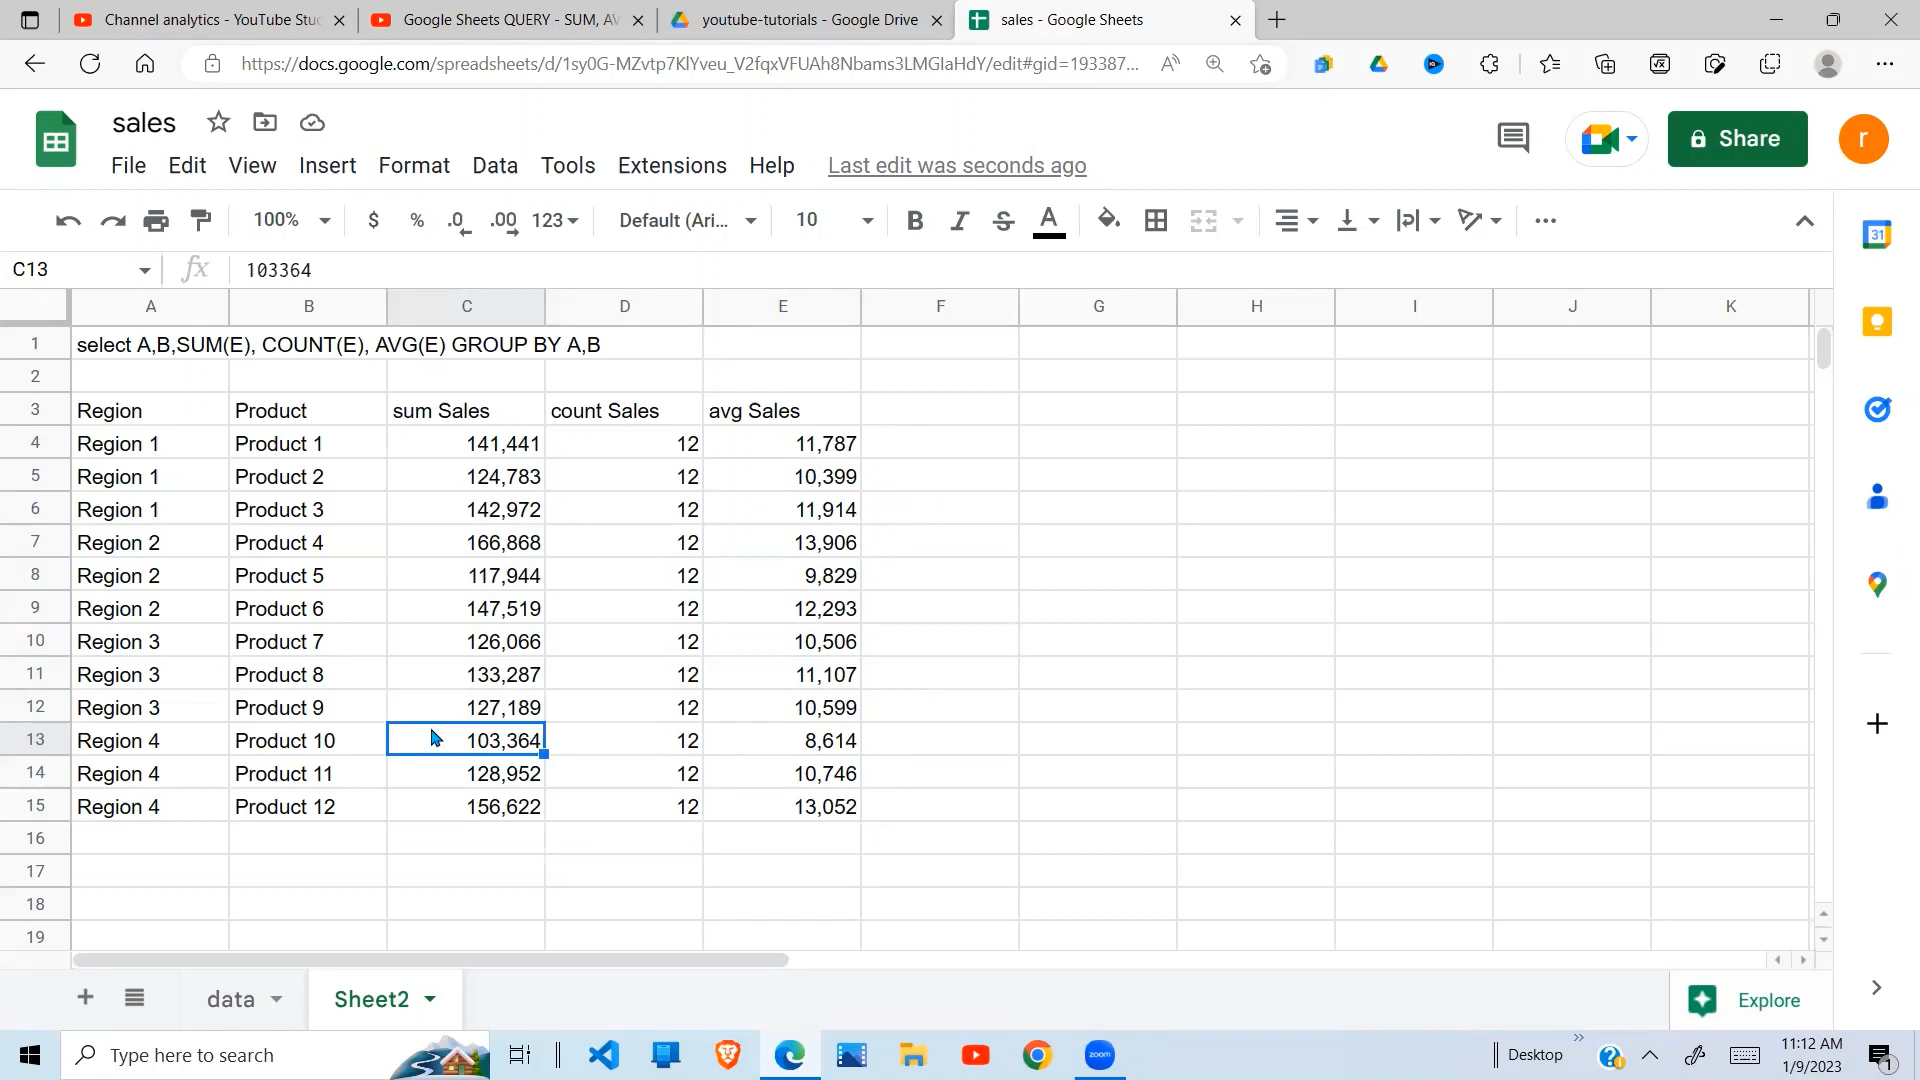 Channel analytics - YouTube Stu
Google Sheets QUERY - SUM, AV
youtube-tutorials - Google Drive
sales - Google Sheets
https://docs.google.com/spreadsheets/d/1sy0G-MZvtp7KlYveu_V2fqxVFUAh8Nbams3LMGlaHdY/edit#gid=193387...
sales
Share
r
File Edit View Insert Format Data Tools Extensions Help Last edit was seconds ago
100% $ % .0 .00 123 Default (Ari... 10 B I S A
31
C13 fx 103364
A B C D E F G H I J K
1 select A,B,SUM(E), COUNT(E), AVG(E) GROUP BY A,B
2
3 Region Product sum Sales count Sales avg Sales
4 Region 1 Product 1 141,441 12 11,787
5 Region 1 Product 2 124,783 12 10,399
6 Region 1 Product 3 142,972 12 11,914
7 Region 2 Product 4 166,868 12 13,906
8 Region 2 Product 5 117,944 12 9,829
9 Region 2 Product 6 147,519 12 12,293
10 Region 3 Product 7 126,066 12 10,506
11 Region 3 Product 8 133,287 12 11,107
12 Region 3 Product 9 127,189 12 10,599
13 Region 4 Product 10 103,364 12 8,614
14 Region 4 Product 11 128,952 12 10,746
15 Region 4 Product 12 156,622 12 13,052
16
17
18
19
data Sheet2 Explore
Type here to search
zoom
Desktop
11:12 AM
1/9/2023
1